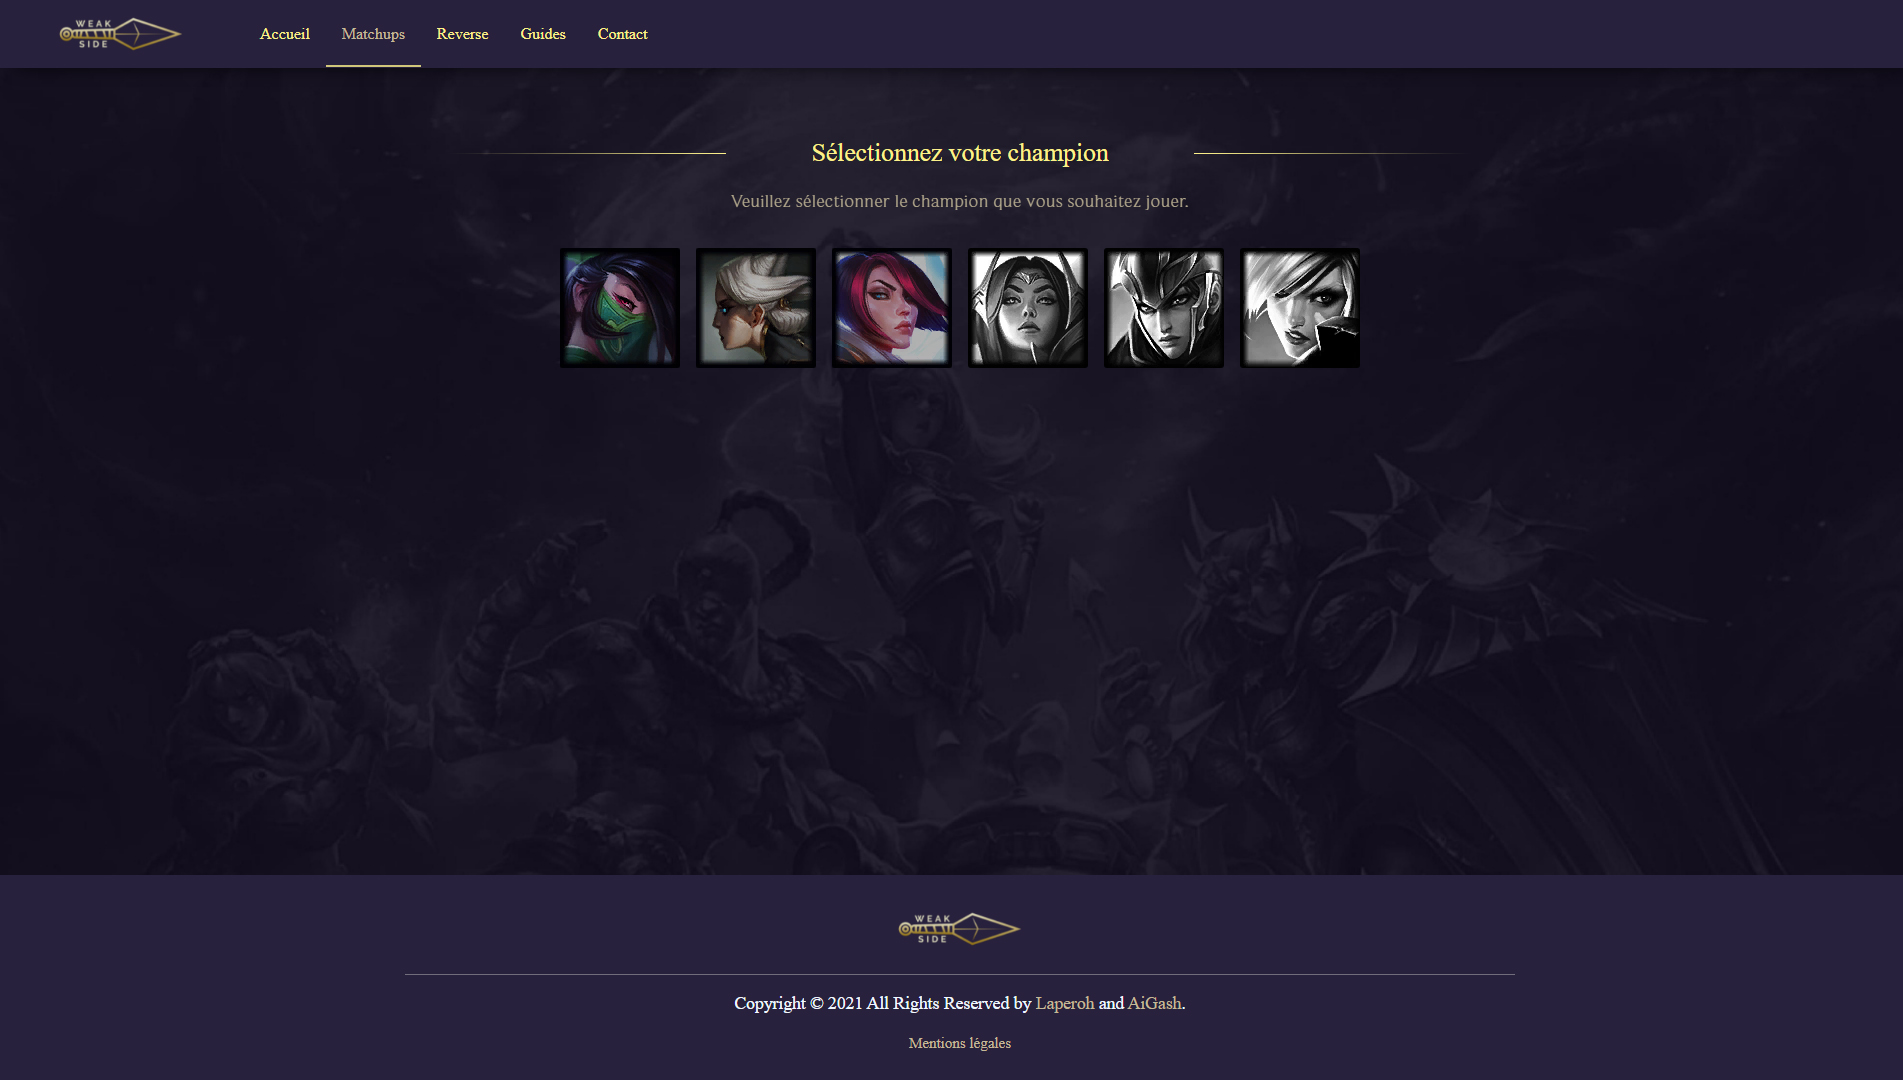 WEAK
SIDE
Accueil Matchups Reverse Guides Contact
Sélectionnez votre champion
Veuillez sélectionner le champion que vous souhaitez jouer.
WEAK
SIDE
Copyright © 2021 All Rights Reserved by Laperoh and AiGash.
Mentions légales